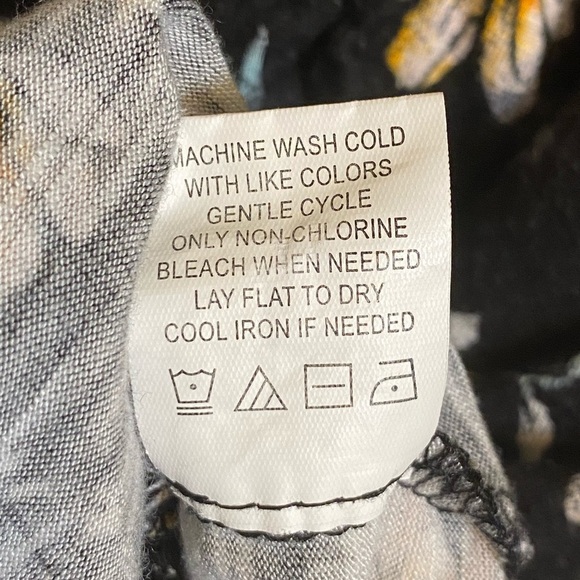 MACHINE WASH COLD
WITH LIKE COLORS
GENTLE CYCLE
ONLY NON-CHLORINE
BLEACH WHEN NEEDED
LAY FLAT TO DRY
COOL IRON IF NEEDED